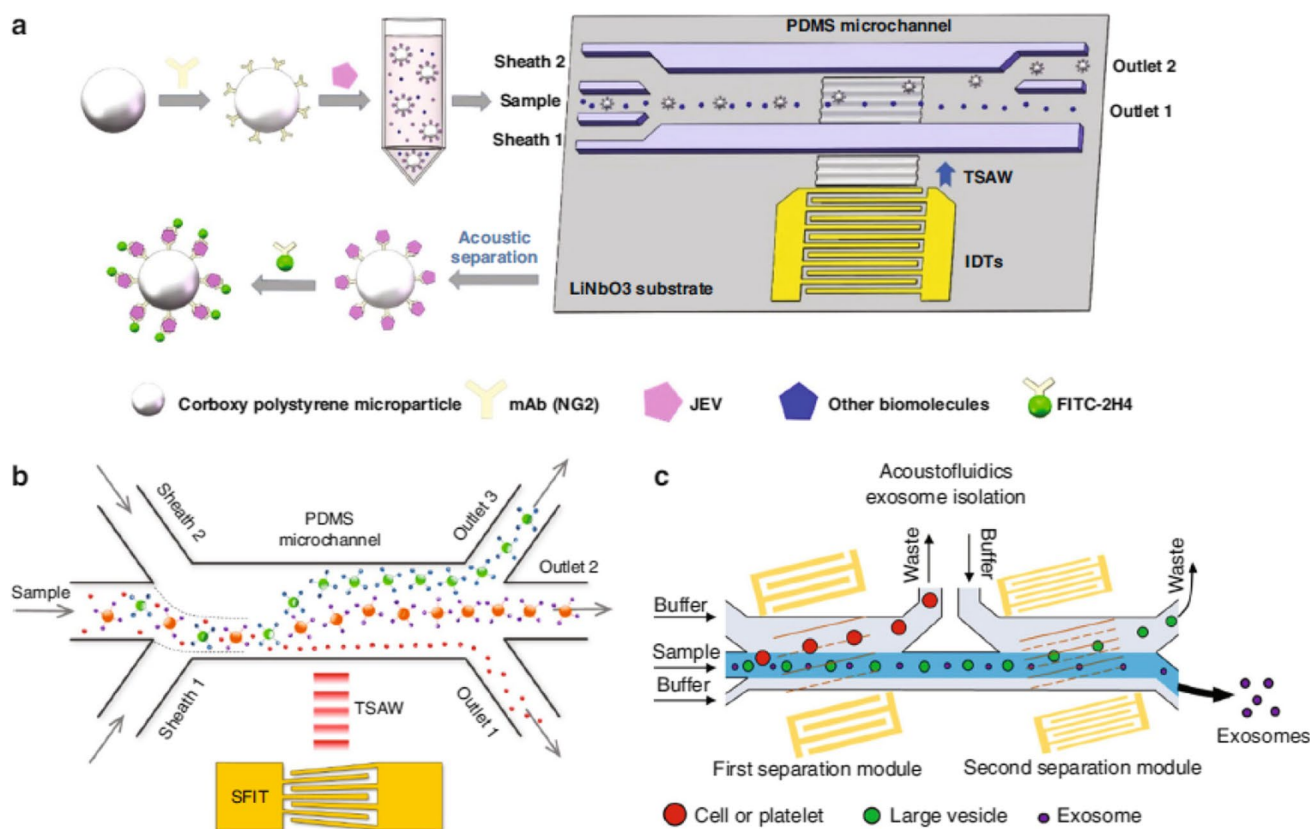 a
PDMS microchannel
Sheath 2
Sample
Sheath 1
Outlet 2
Outlet 1
TSAW
IDTs
LiNbO3 substrate
Acoustic
separation
Corboxy polystyrene microparticle
mAb (NG2)
JEV
Other biomolecules
FITC-2H4
b
Sheath 2
PDMS
microchannel
Outlet 3
Outlet 2
Sample
Sheath 1
TSAW
Outlet 1
SFIT
c
Acoustofluidics
exosome isolation
Waste
Buffer
Waste
Buffer
Sample
Buffer
Exosomes
First separation module
Second separation module
Cell or platelet
Large vesicle
Exosome